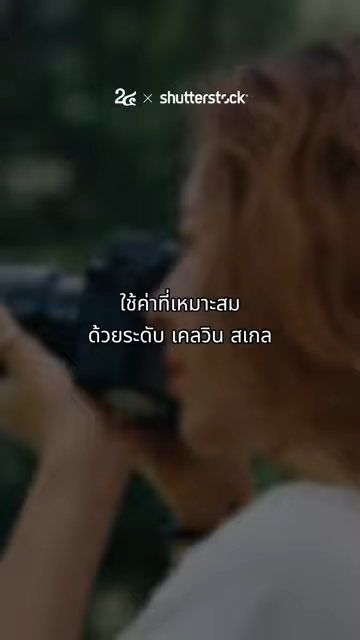 2๔ × shutterstock
ใช้ค่าที่เหมาะสม
ด้วยระดับ เคลวิน สเกล